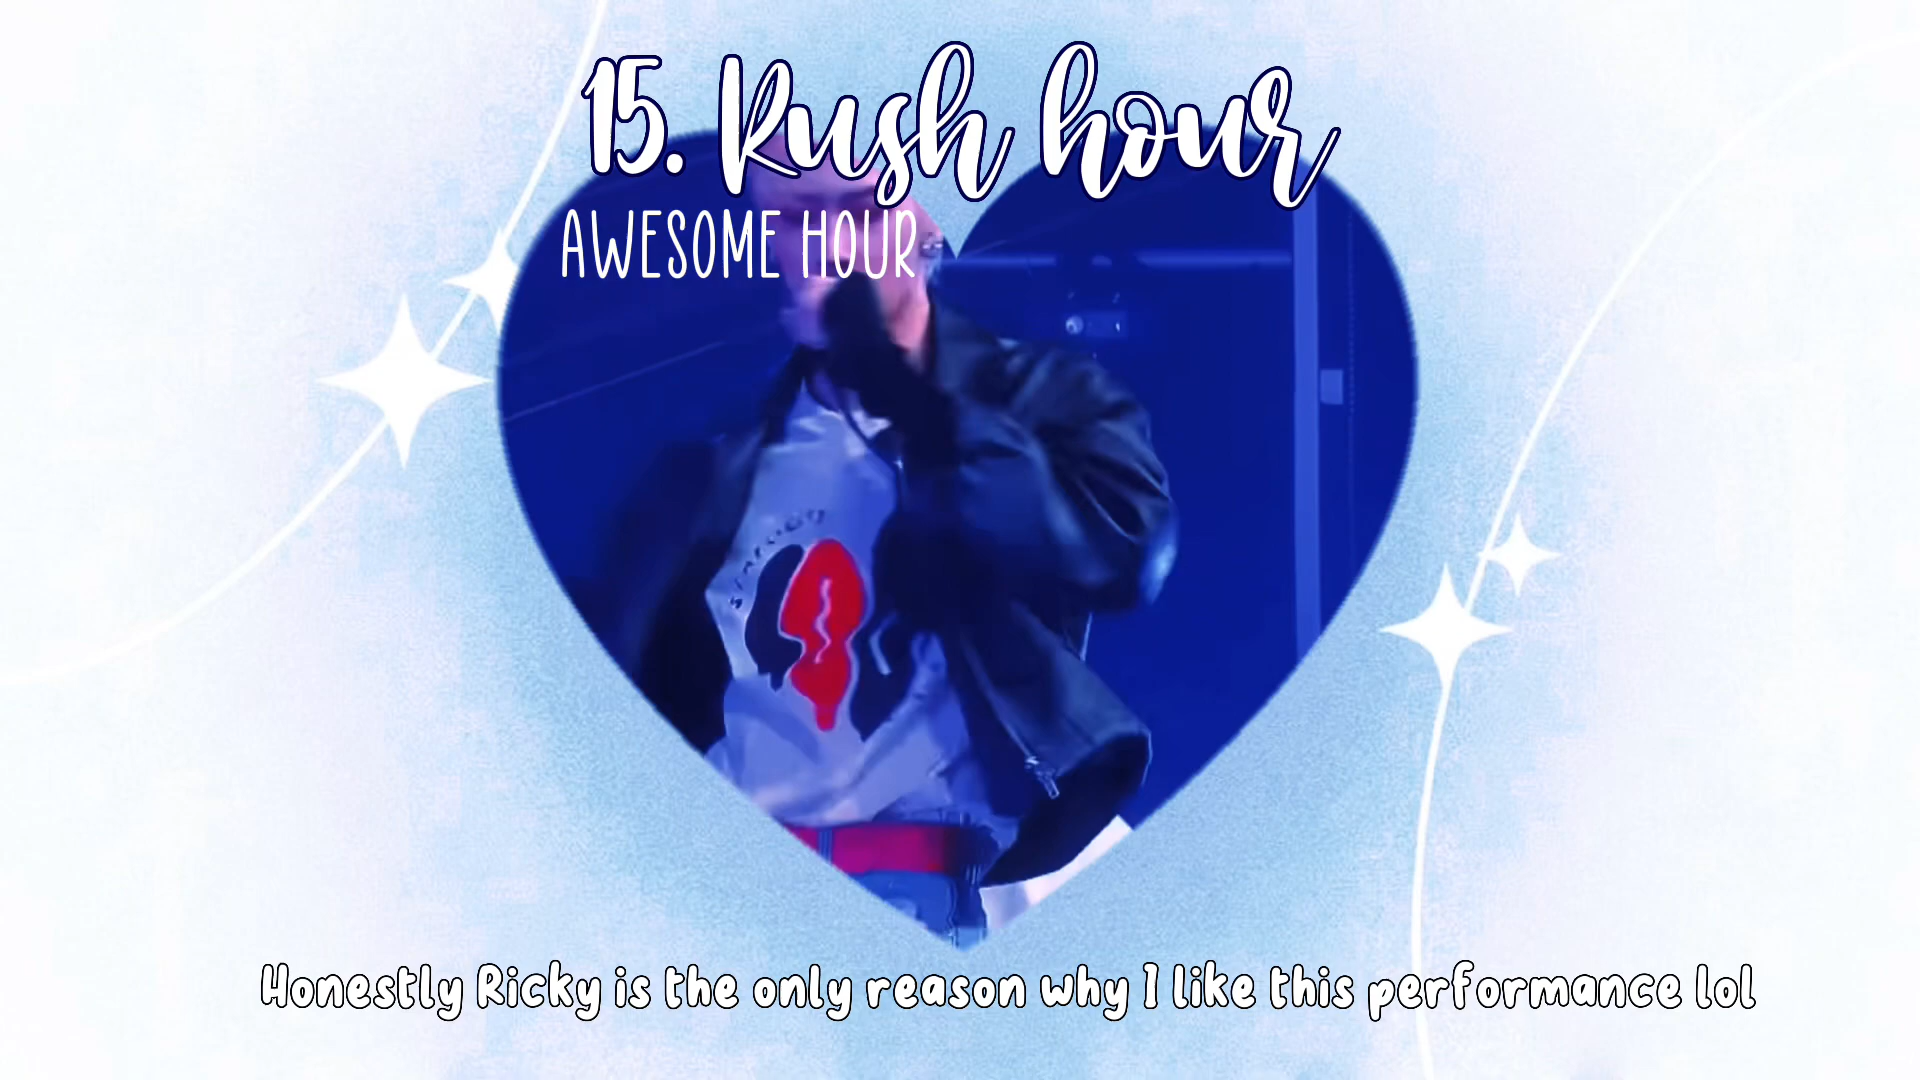 15. Rush hour
AWESOME HOUR
Honestly Ricky is the only reason why I like this performance lol